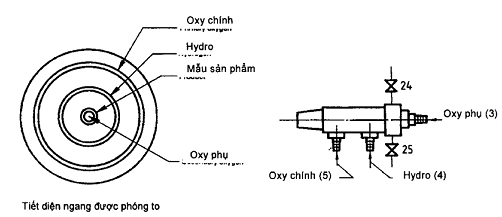 Oxy chính
Hydro
Mẫu sản phẩm
Oxy phụ
Tiết diện ngang được phóng to
24
Oxy phụ (3)
25
Oxy chính (5)
Hydro (4)